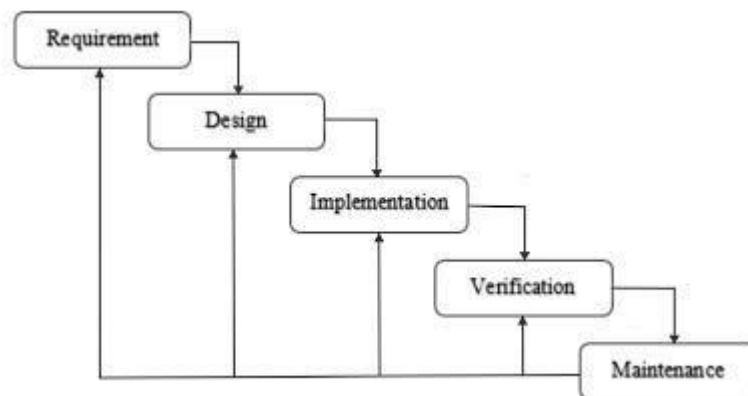 Requirement
Design
Implementation
Verification
Maintenance